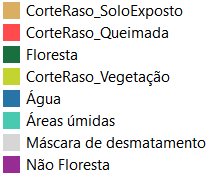 CorteRaso_SoloExposto
CorteRaso_Queimada
Floresta
CorteRaso_Vegetação
Água
Áreas úmidas
Máscara de desmatamento
Não Floresta